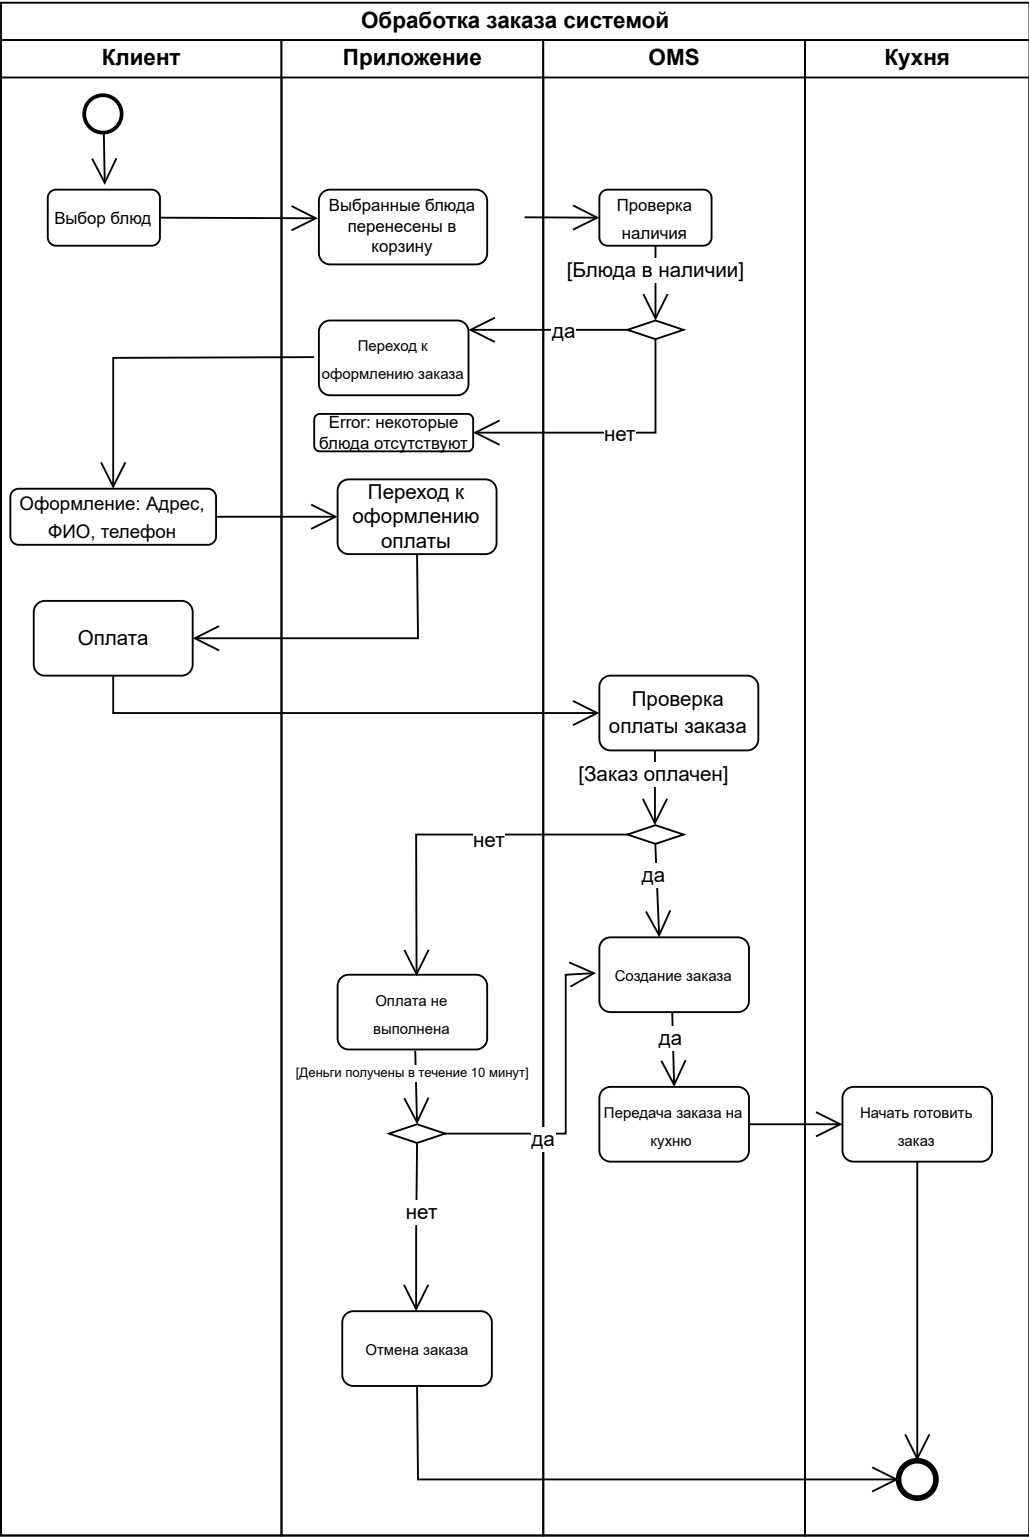 Обработка заказа системой
Клиент
Приложение
OMS
Кухня
Выбор блюд
Выбранные блюда
перенесены в
корзину
Проверка
наличия
[Блюда в наличии]
да
Переход к
оформлению заказа
Error: некоторые
блюда отсутствуют
нет
Оформление: Адрес,
ФИО, телефон
Переход к
оформлению
оплаты
Оплата
Проверка
оплаты заказа
[Заказ оплачен]
нет
да
Создание заказа
Оплата не
выполнена
да
[Деньги получены в течение 10 минут]
Передача заказа на
кухню
Начать готовить
заказ
да
нет
Отмена заказа